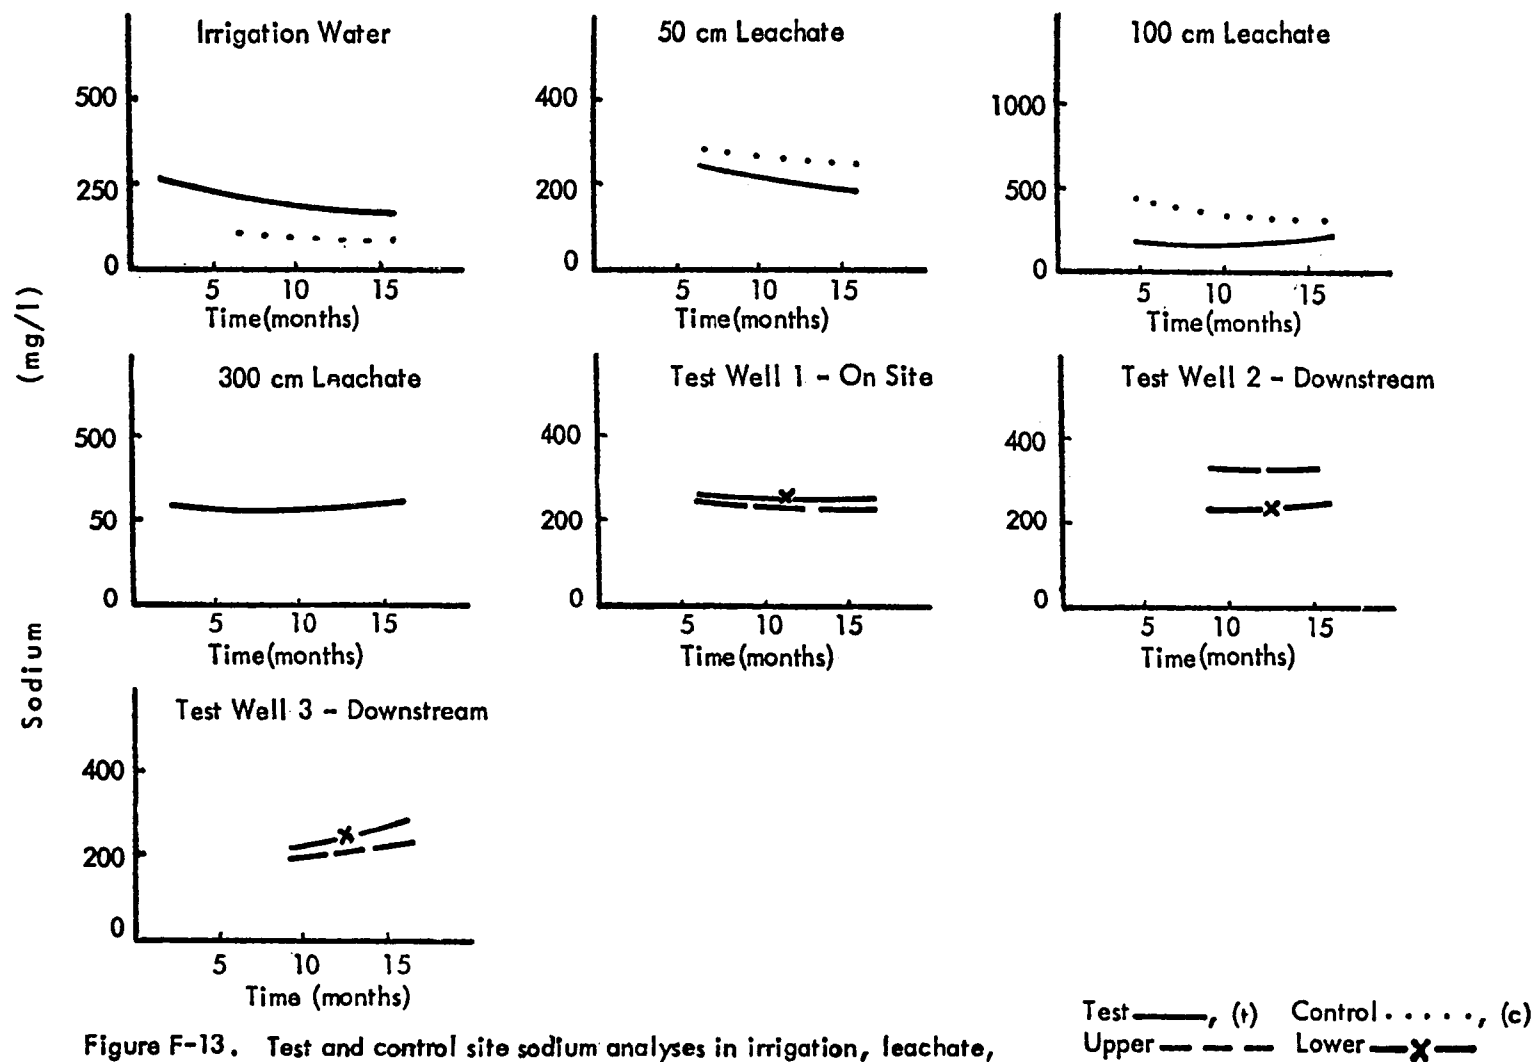 Irrigation Water
50 cm Leachate
100 cm Leachate
500
250
0
400
200
0
1000
500
0
5 10 15
Time(months)
5 10 15
Time(months)
5 10 15
Time(months)
Sodium (mg/l)
300 cm Leachate
Test Well 1 - On Site
Test Well 2 - Downstream
500
50
0
400
200
0
400
200
0
5 10 15
Time(months)
5 10 15
Time(months)
5 10 15
Time(months)
Test Well 3 - Downstream
400
200
0
5 10 15
Time (months)
Test, (t) Control . . . . ., (c)
Upper Lower X
Figure F-13. Test and control site sodium analyses in irrigation, leachate,